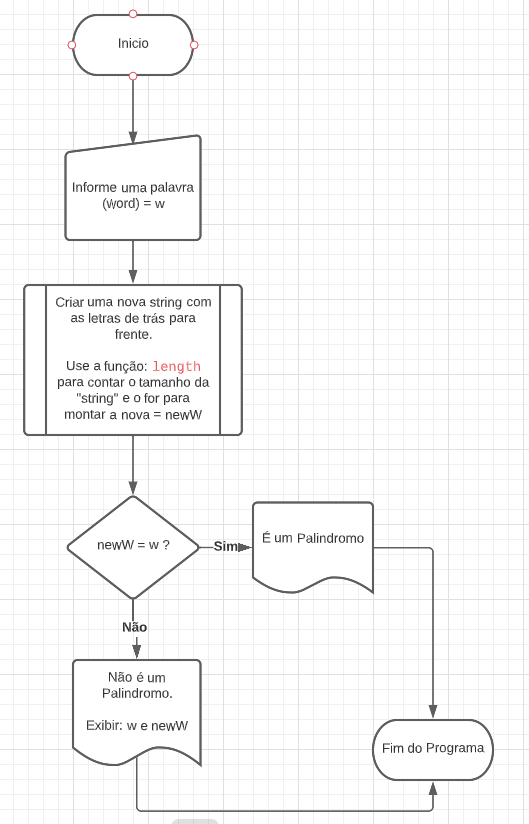 Inicio
Informe uma palavra
(word) = w
Criar uma nova string com
as letras de trás para
frente.
Use a função: length
para contar o tamanho da
"string" e o for para
montar a nova = newW
newW = w ?
Sim
É um Palindromo
Não
Não é um
Palindromo.
Exibir: w e newW
Fim do Programa